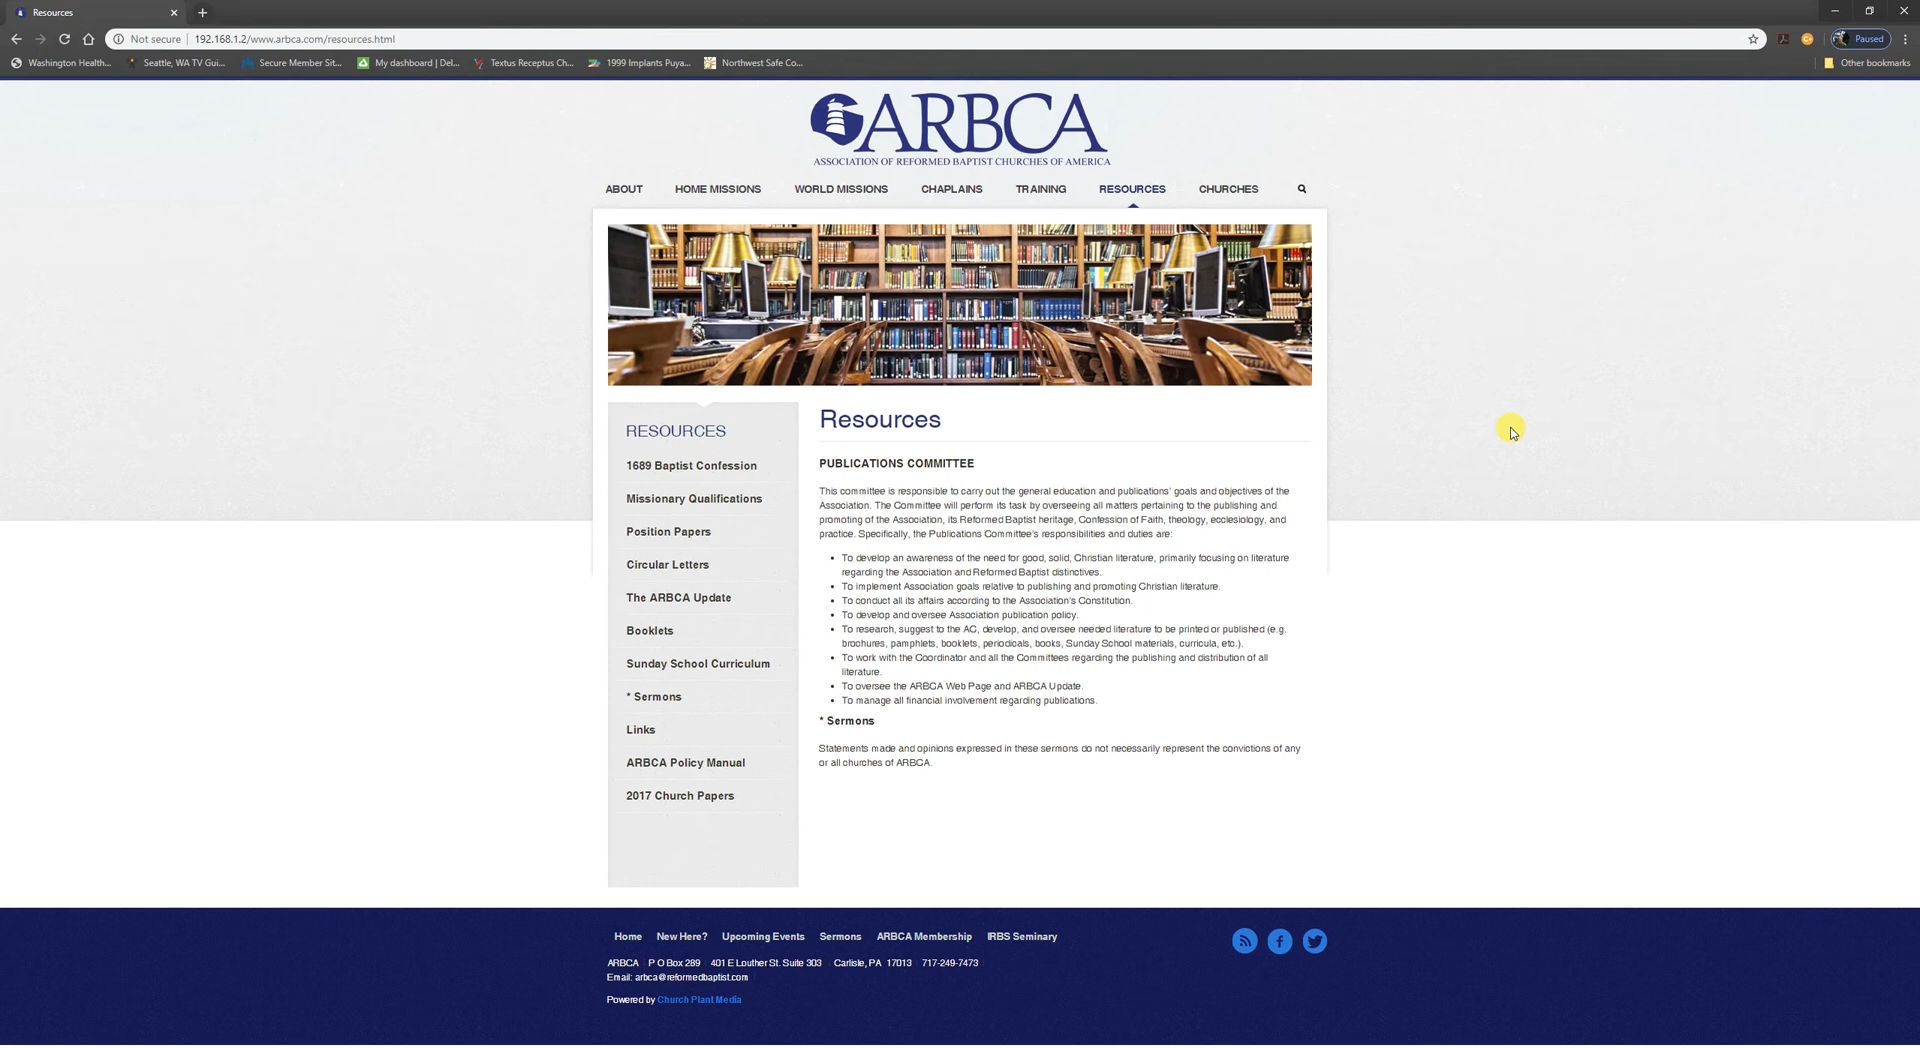 Resources
Not secure 192.168.1.2/www.arbca.com/resources.html Paused
Washington Health... Seattle, WA TV Gui... Secure Member Sit... My dashboard | Del... Textus Receptus Ch... 1999 Implants Puya... Northwest Safe Co... Other bookmarks
ARBCA
ASSOCIATION OF REFORMED BAPTIST CHURCHES OF AMERICA
ABOUT HOME MISSIONS WORLD MISSIONS CHAPLAINS TRAINING RESOURCES CHURCHES
RESOURCES
1689 Baptist Confession
Missionary Qualifications
Position Papers
Circular Letters
The ARBCA Update
Booklets
Sunday School Curriculum
* Sermons
Links
ARBCA Policy Manual
2017 Church Papers
Resources
PUBLICATIONS COMMITTEE
This committee is responsible to carry out the general education and publications' goals and objectives of the
Association. The Committee will perform its task by overseeing all matters pertaining to the publishing and
promoting of the Association, its Reformed Baptist heritage, Confession of Faith, theology, ecclesiology, and
practice. Specifically, the Publications Committee's responsibilities and duties are:
• To develop an awareness of the need for good, solid, Christian literature, primarily focusing on literature
regarding the Association and Reformed Baptist distinctives.
• To implement Association goals relative to publishing and promoting Christian literature.
• To conduct all its affairs according to the Association's Constitution.
• To develop and oversee Association publication policy.
• To research, suggest to the AC, develop, and oversee needed literature to be printed or published (e.g.
brochures, pamphlets, booklets, periodicals, books, Sunday School materials, curricula, etc.).
• To work with the Coordinator and all the Committees regarding the publishing and distribution of all
literature.
• To oversee the ARBCA Web Page and ARBCA Update.
• To manage all financial involvement regarding publications.
* Sermons
Statements made and opinions expressed in these sermons do not necessarily represent the convictions of any
or all churches of ARBCA.
Home New Here? Upcoming Events Sermons ARBCA Membership IRBS Seminary
ARBCA P O Box 289 401 E Louther St. Suite 303 Carlisle, PA 17013 717-249-7473
Email: arbca@reformedbaptist.com
Powered by Church Plant Media